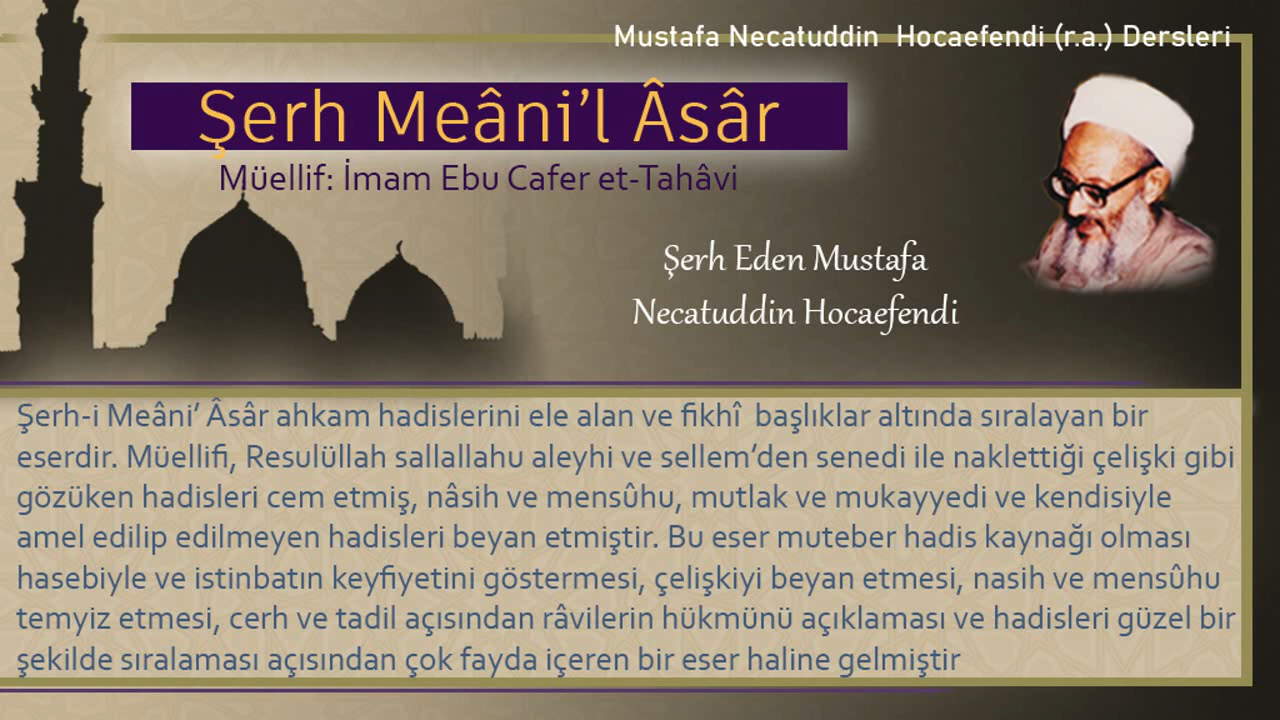 Mustafa Necatuddin Hocaefendi (r.a.) Dersleri
Şerh Meâni’l Âsâr
Müellif: İmam Ebu Cafer et-Tahâvi
Şerh Eden Mustafa
Necatuddin Hocaefendi
Şerh-i Meâni’ Âsâr ahkam hadislerini ele alan ve fikhî başlıklar altında sıralayan bir
eserdir. Müellifi, Resulüllah sallallahu aleyhi ve sellem’den senedi ile naklettiği çelişki gibi
gözüken hadisleri cem etmiş, nâsih ve mensûhu, mutlak ve mukayyedi ve kendisiyle
amel edilip edilmeyen hadisleri beyan etmiştir. Bu eser muteber hadis kaynağı olması
hasebiyle ve istinbatın keyfiyetini göstermesi, çelişkiyi beyan etmesi, nasih ve mensûhu
temyiz etmesi, cerh ve tadil açısından râvilerin hükmünü açıklaması ve hadisleri güzel bir
şekilde sıralaması açısından çok fayda içeren bir eser haline gelmiştir